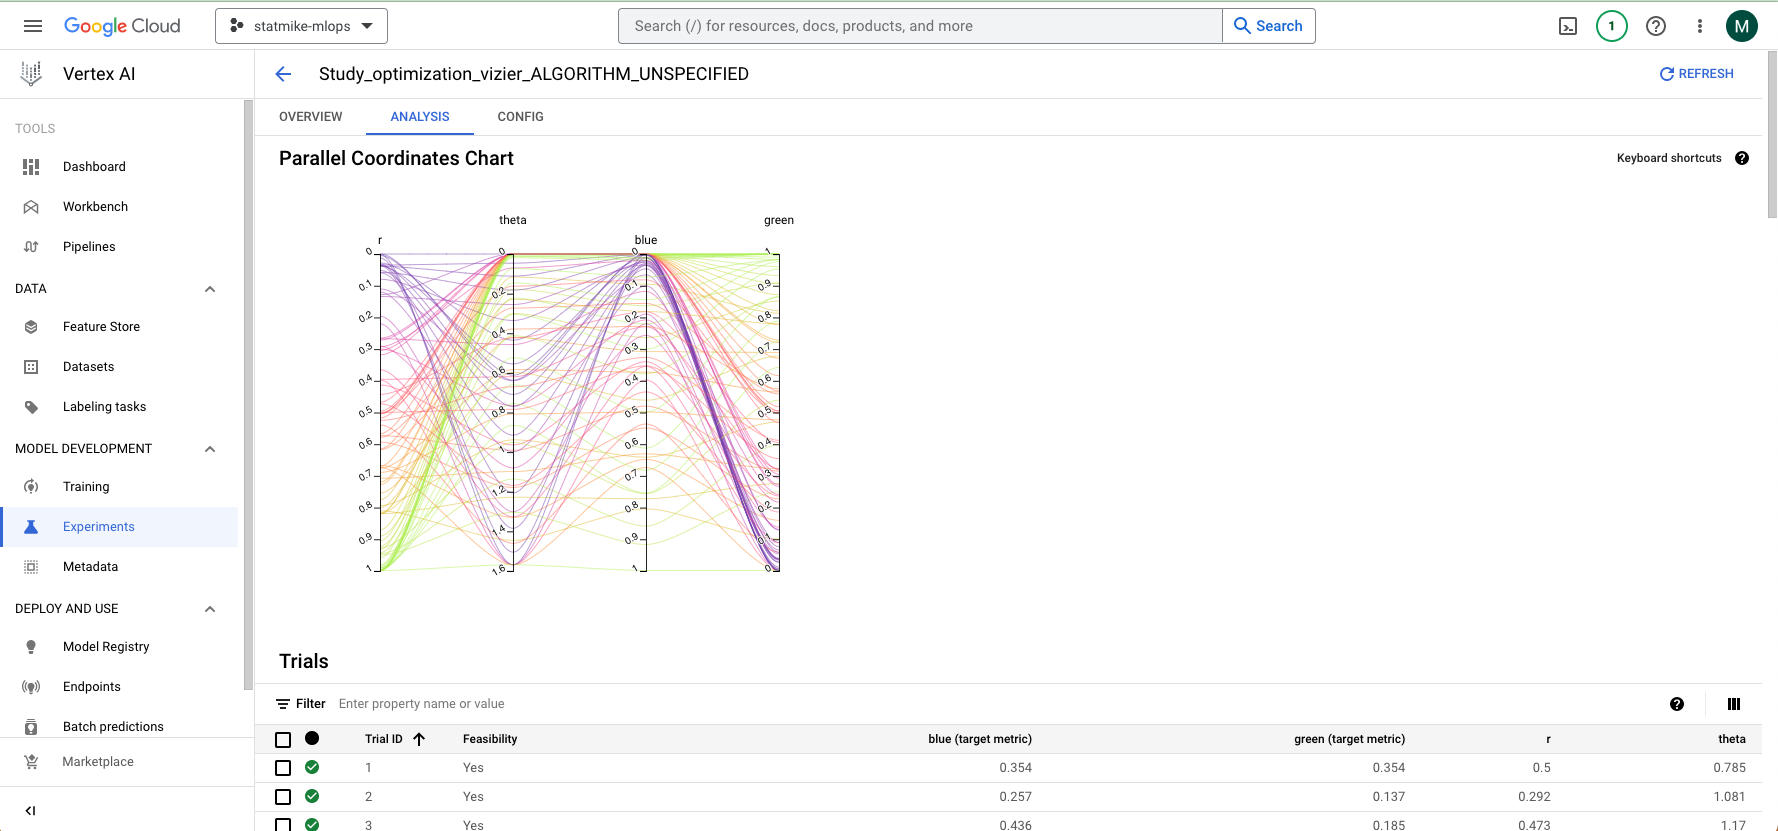 Google Cloud
statmike-mlops
Search (/) for resources, docs, products, and more
Search
1
M
Vertex AI
Study_optimization_vizier_ALGORITHM_UNSPECIFIED
REFRESH
TOOLS
Dashboard
Workbench
Pipelines
DATA
Feature Store
Datasets
Labeling tasks
MODEL DEVELOPMENT
Training
Experiments
Metadata
DEPLOY AND USE
Model Registry
Endpoints
Batch predictions
Marketplace
OVERVIEW
ANALYSIS
CONFIG
Parallel Coordinates Chart
Keyboard shortcuts
r
0
0.1
0.2
0.3
0.4
0.5
0.6
0.7
0.8
0.9
1
theta
0
0.2
0.4
0.6
0.8
1
1.2
1.4
1.6
blue
0
0.1
0.2
0.3
0.4
0.5
0.6
0.7
0.8
0.9
1
green
1
0.9
0.8
0.7
0.6
0.5
0.4
0.3
0.2
0.1
0
Trials
Filter Enter property name or value
Trial ID Feasibility blue (target metric) green (target metric) r theta
1 Yes 0.354 0.354 0.5 0.785
2 Yes 0.257 0.137 0.292 1.081
3 Yes 0.436 0.185 0.473 1.17